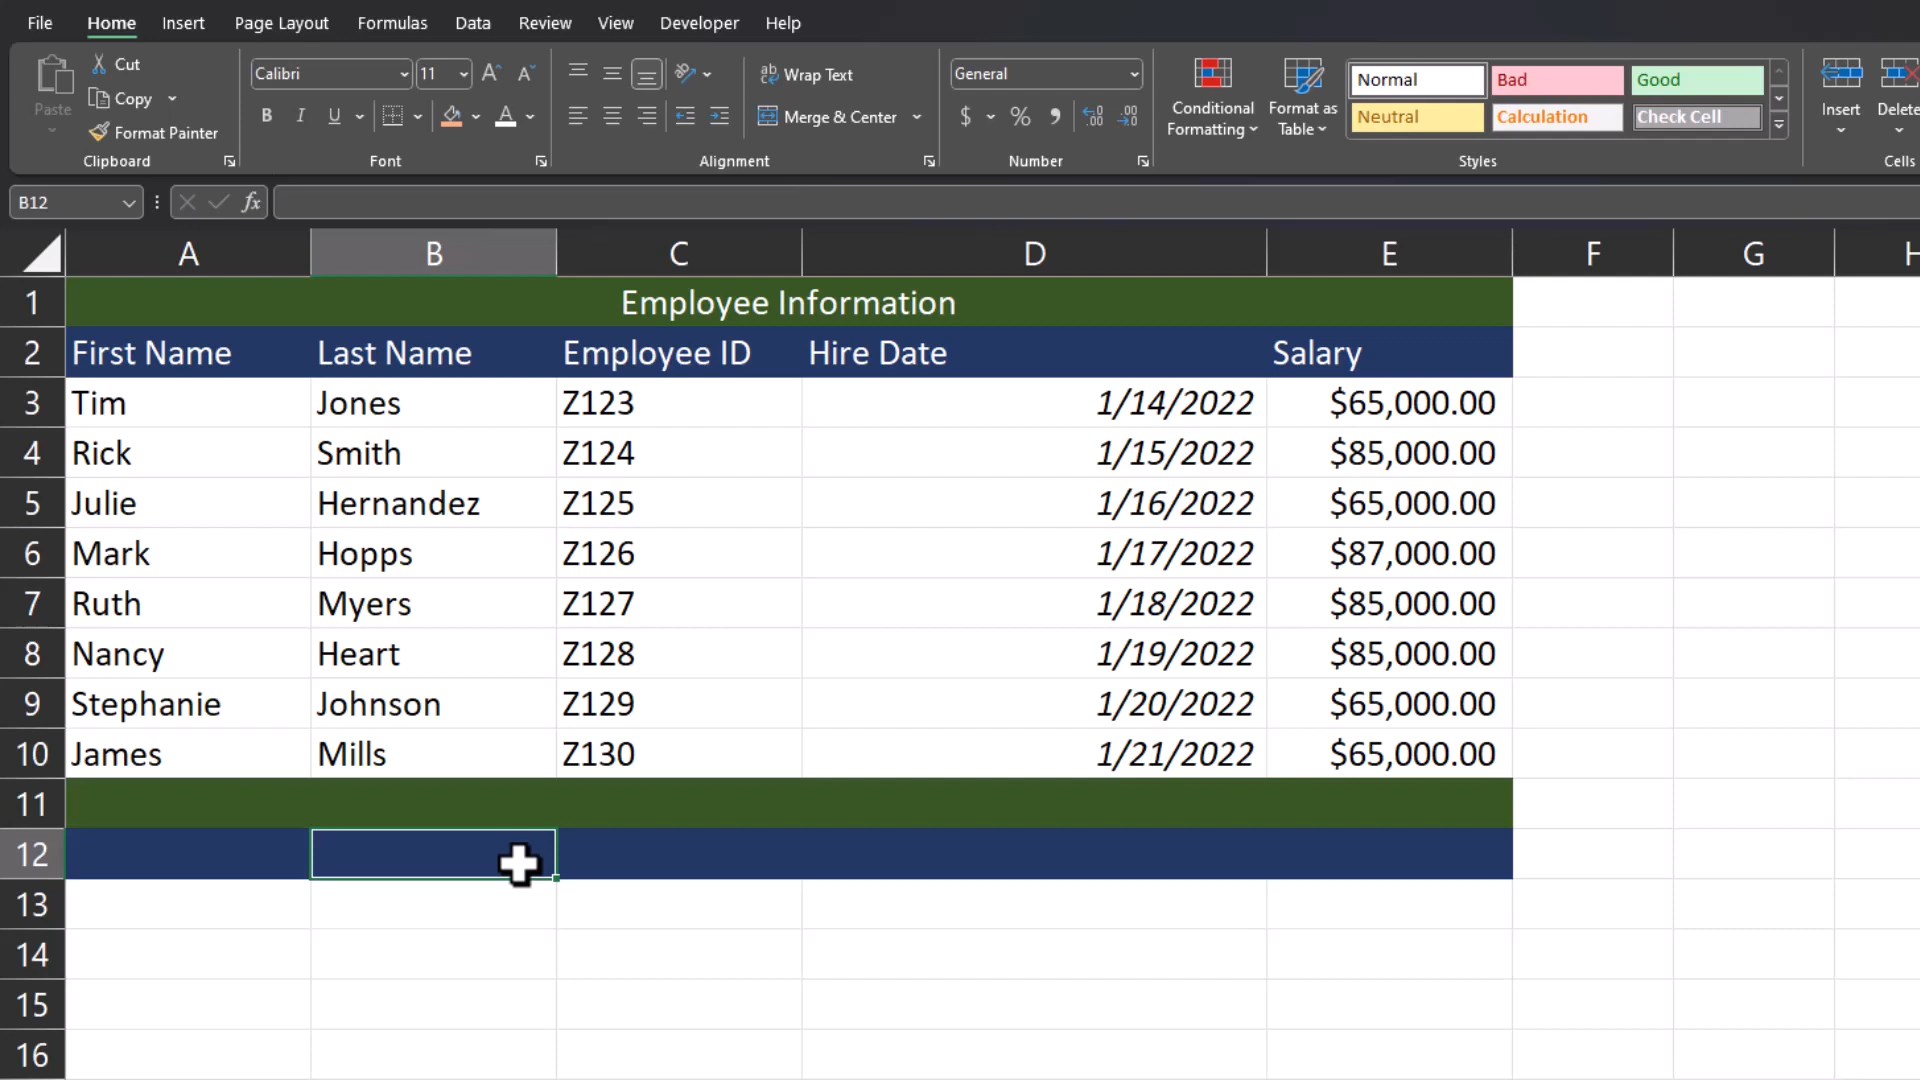 File Home Insert Page Layout Formulas Data Review View Developer Help
Paste
Cut
Copy
Format Painter
Clipboard
Calibri 11 A A
B I U A
Font
ab Wrap Text
Merge & Center
Alignment
General
$ % 9 .00
Number
Conditional Formatting
Format as Table
Normal Bad Good
Neutral Calculation Check Cell
Styles
Insert Delete
Cells
B12 fx
A B C D E F G H
1 Employee Information
2 First Name Last Name Employee ID Hire Date Salary
3 Tim Jones Z123 1/14/2022 $65,000.00
4 Rick Smith Z124 1/15/2022 $85,000.00
5 Julie Hernandez Z125 1/16/2022 $65,000.00
6 Mark Hopps Z126 1/17/2022 $87,000.00
7 Ruth Myers Z127 1/18/2022 $85,000.00
8 Nancy Heart Z128 1/19/2022 $85,000.00
9 Stephanie Johnson Z129 1/20/2022 $65,000.00
10 James Mills Z130 1/21/2022 $65,000.00
11
12
13
14
15
16